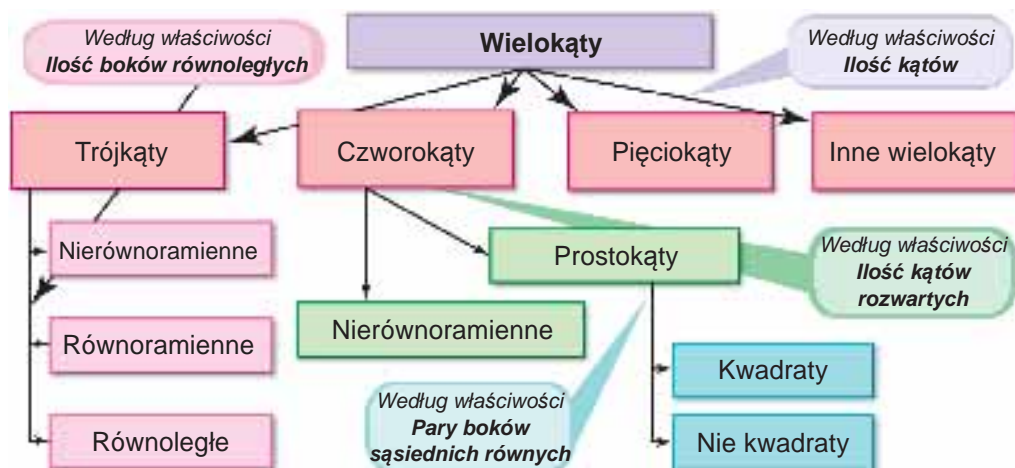 Według właściwości
Ilość boków równoległych
Wielokąty
Według właściwości
Ilość kątów
Trójkąty
Czworokąty
Pięciokąty
Inne wielokąty
Nierównoramienne
Równoramienne
Równoległe
Prostokąty
Nierównoramienne
Według właściwości
Ilość kątów
rozwartych
Według właściwości
Pary boków
sąsiednich równych
Kwadraty
Nie kwadraty